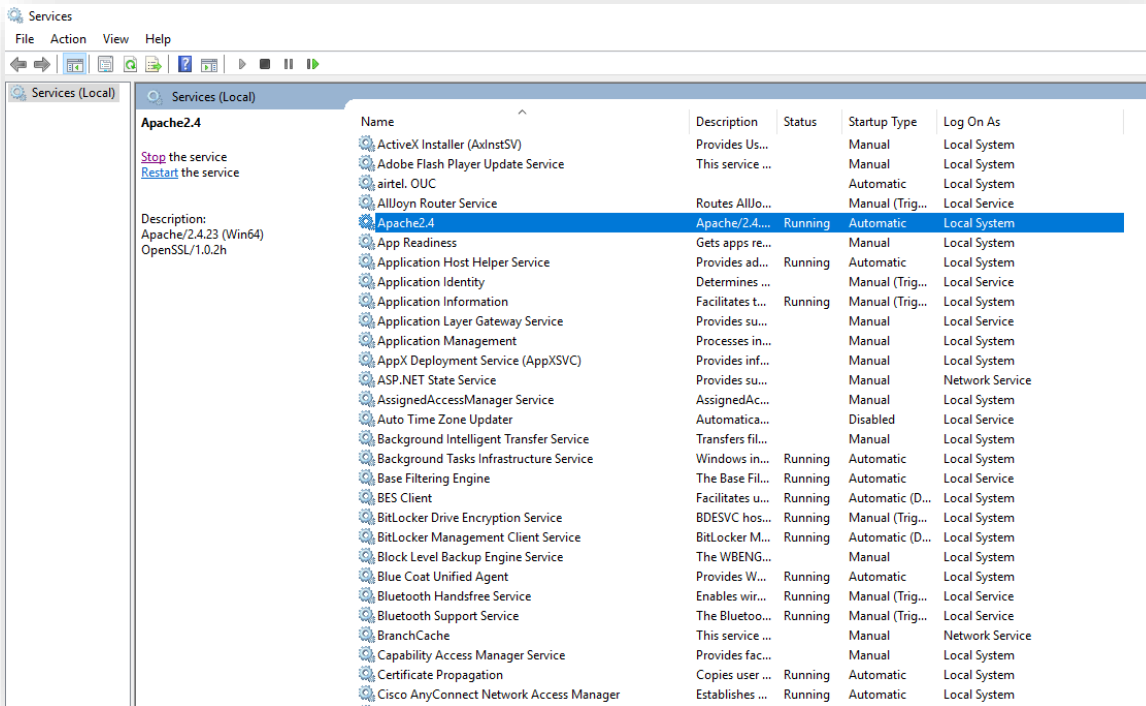 Services
File Action View Help
Services (Local)
Services (Local)
Apache2.4
Stop the service
Restart the service
Description:
Apache/2.4.23 (Win64)
OpenSSL/1.0.2h
Name Description Status Startup Type Log On As
ActiveX Installer (AxInstSV) Provides Us... Manual Local System
Adobe Flash Player Update Service This service ... Manual Local System
airtel. OUC Automatic Local System
AllJoyn Router Service Routes AllJo... Manual (Trig... Local Service
Apache2.4 Apache/2.4.... Running Automatic Local System
App Readiness Gets apps re... Manual Local System
Application Host Helper Service Provides ad... Running Automatic Local System
Application Identity Determines ... Manual (Trig... Local Service
Application Information Facilitates t... Running Manual (Trig... Local System
Application Layer Gateway Service Provides su... Manual Local Service
Application Management Processes in... Manual Local System
AppX Deployment Service (AppXSVC) Provides inf... Manual Local System
ASP.NET State Service Provides su... Manual Network Service
AssignedAccessManager Service AssignedAc... Manual Local System
Auto Time Zone Updater Automatica... Disabled Local Service
Background Intelligent Transfer Service Transfers fil... Manual Local System
Background Tasks Infrastructure Service Windows in... Running Automatic Local System
Base Filtering Engine The Base Fil... Running Automatic Local Service
BES Client Facilitates u... Running Automatic (D... Local System
BitLocker Drive Encryption Service BDESVC hos... Running Manual (Trig... Local System
BitLocker Management Client Service BitLocker M... Running Automatic (D... Local System
Block Level Backup Engine Service The WBENG... Manual Local System
Blue Coat Unified Agent Provides W... Running Automatic Local System
Bluetooth Handsfree Service Enables wir... Running Manual (Trig... Local Service
Bluetooth Support Service The Bluetoo... Running Manual (Trig... Local Service
BranchCache This service ... Manual Network Service
Capability Access Manager Service Provides fac... Manual Local System
Certificate Propagation Copies user ... Running Automatic Local System
Cisco AnyConnect Network Access Manager Establishes ... Running Automatic Local System